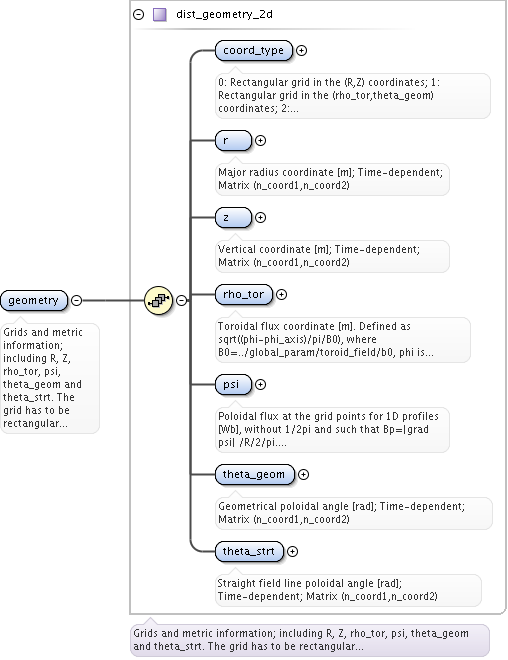 dist_geometry_2d
coord_type
0: Rectangular grid in the (R,Z) coordinates; 1:
Rectangular grid in the (rho_tor,theta_geom)
coordinates; 2:...
r
Major radius coordinate [m]; Time-dependent;
Matrix (n_coord1,n_coord2)
z
Vertical coordinate [m]; Time-dependent;
Matrix (n_coord1,n_coord2)
geometry
Grids and metric
information;
including R, Z,
rho_tor, psi,
theta_geom and
theta_strt. The
grid has to be
rectangular...
rho_tor
Toroidal flux coordinate [m]. Defined as
sqrt((phi-phi_axis)/pi/B0), where
B0=../global_param/toroid_field/b0, phi is...
psi
Poloidal flux at the grid points for 1D profiles
[Wb], without 1/2pi and such that Bp=|grad
psi| /R/2/pi....
theta_geom
Geometrical poloidal angle [rad]; Time-dependent;
Matrix (n_coord1,n_coord2)
theta_strt
Straight field line poloidal angle [rad];
Time-dependent; Matrix (n_coord1,n_coord2)
Grids and metric information; including R, Z, rho_tor, psi, theta_geom
and theta_strt. The grid has to be rectangular...